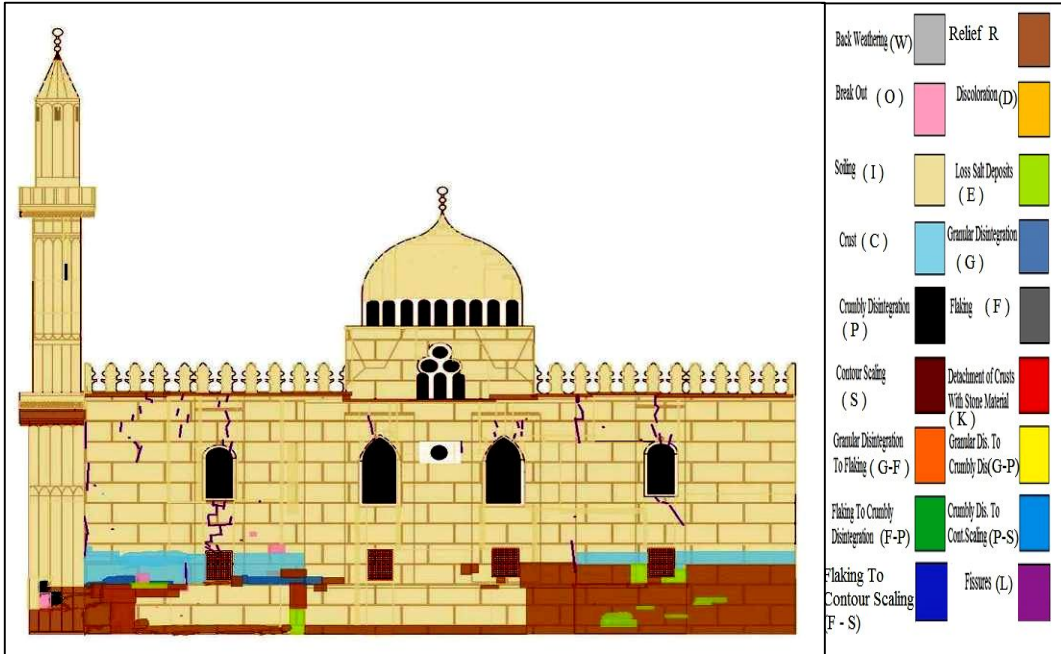 Back Weathering (W)
Relief R
Break Out ( O )
Discoloration(D)
Soiling ( I )
Loss Salt Deposits
( E )
Crust ( C )
Granular Disintegration
( G )
Crumbly Disintegration
( P )
Flaking ( F )
Contour Scaling
( S )
Detachment of Crusts
With Stone Material
( K )
Granular Disintegration
To Flaking ( G-F )
Granular Dis. To
Crumbly Dis(G-P)
Flaking To Crumbly
Disintegration (F-P)
Crumbly Dis. To
Cont.Scaling (P-S)
Flaking To
Contour Scaling
(F - S)
Fissures (L)